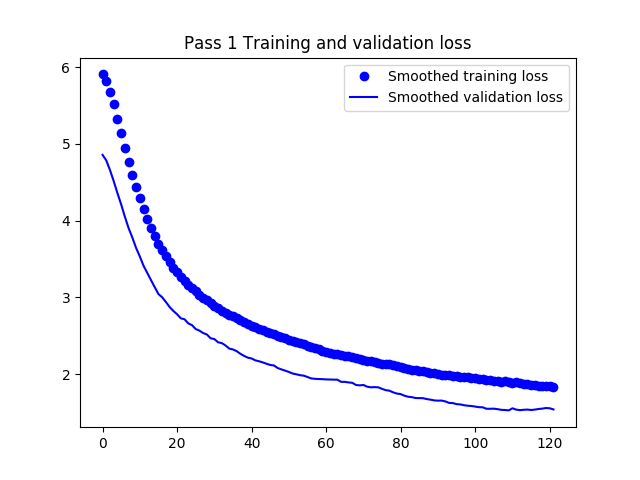 Pass 1 Training and validation loss
Smoothed training loss
Smoothed validation loss
6
5
4
3
2
0 20 40 60 80 100 120